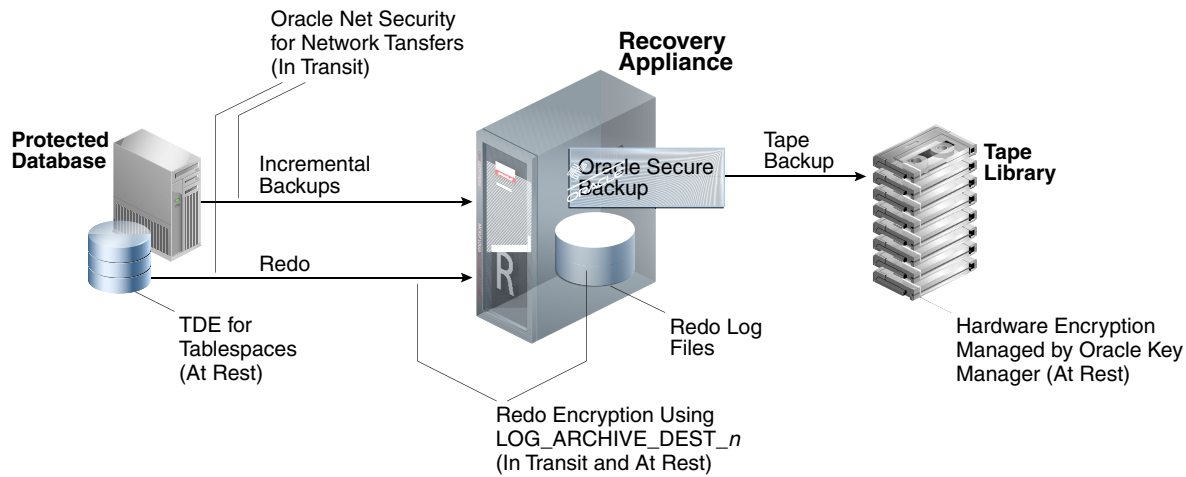 Oracle Net Security
for Network Tansfers
(In Transit)
Recovery
Appliance
Protected
Database
Incremental
Backups
Oracle Secure
Backup
Tape
Backup
Tape
Library
Redo
R
TDE for
Tablespaces
(At Rest)
Redo Log
Files
Hardware Encryption
Managed by Oracle Key
Manager (At Rest)
Redo Encryption Using
LOG_ARCHIVE_DEST_n
(In Transit and At Rest)